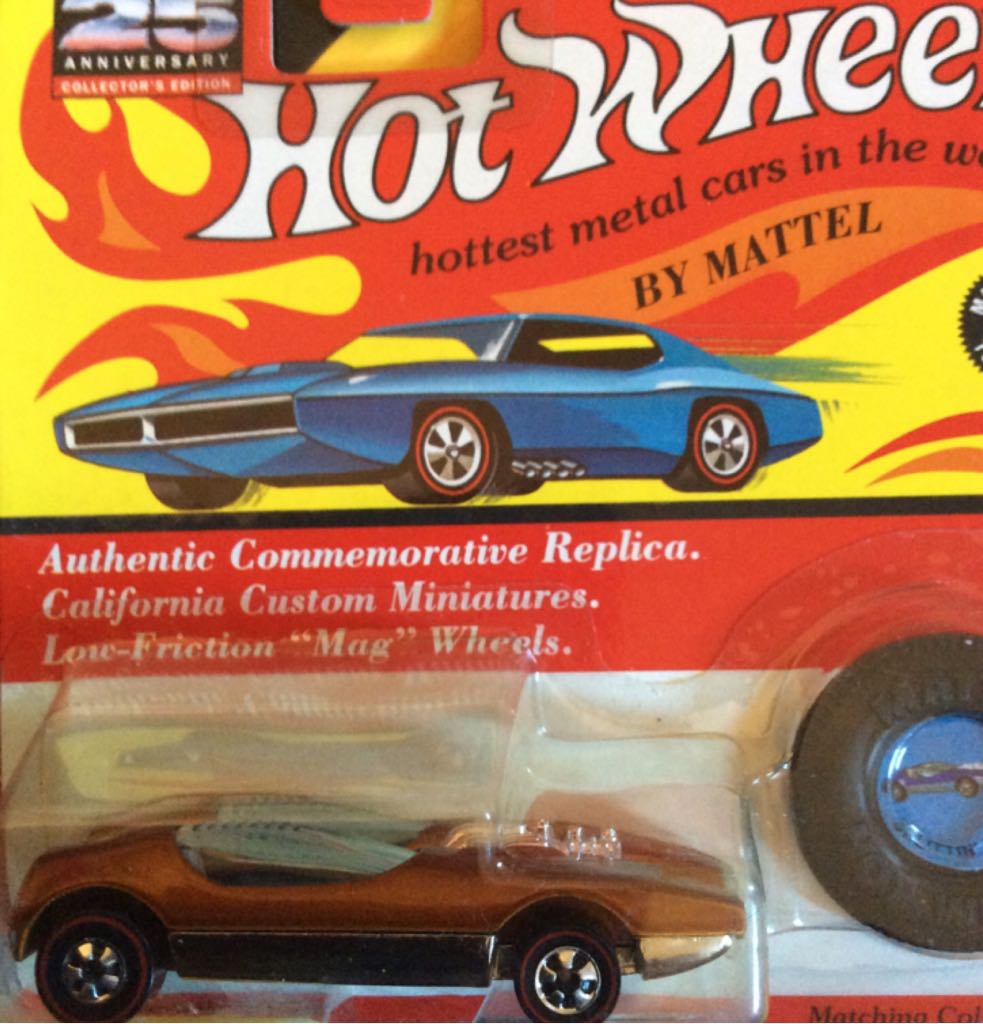 25
ANNIVERSARY
COLLECTOR'S EDITION
Hot Whee
hottest metal cars in the w
BY MATTEL
Authentic Commemorative Replica.
California Custom Miniatures.
Low-Friction "Mag" Wheels.
Matching Col